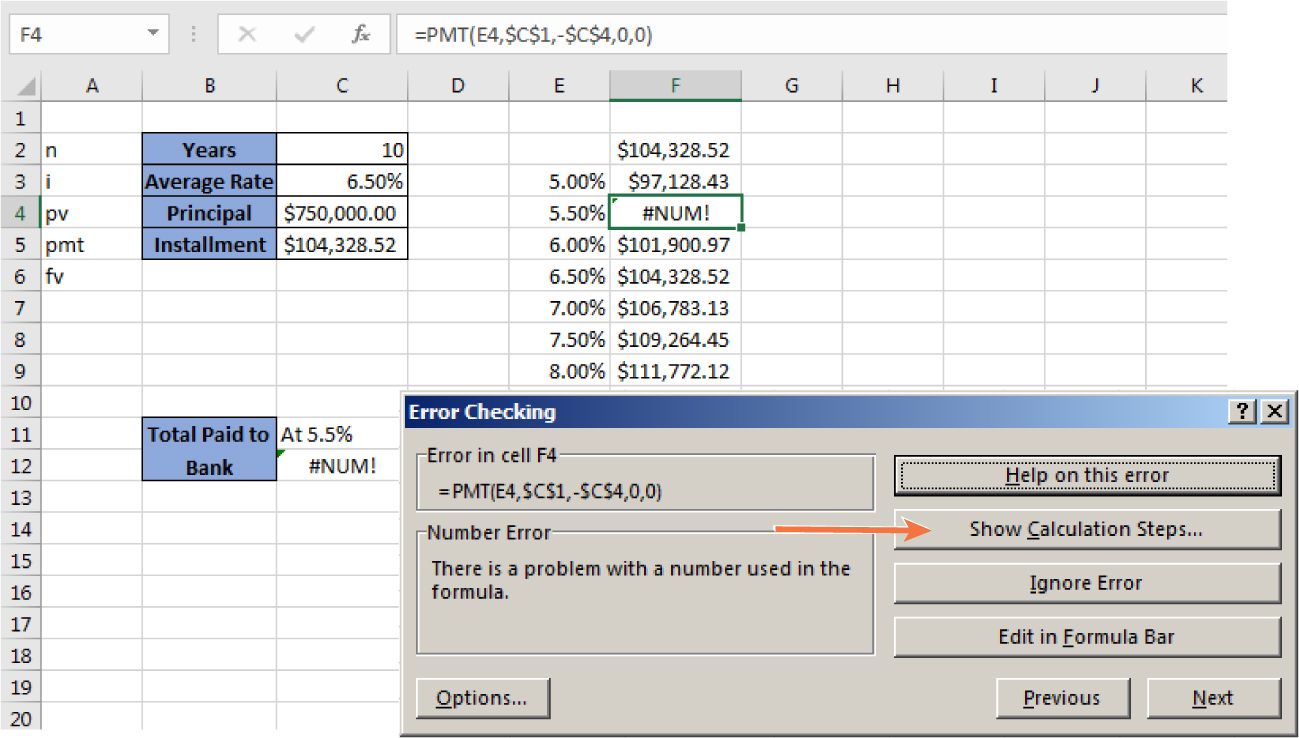 F4 fx =PMT(E4,$C$1,-$C$4,0,0)
A B C D E F G H I J K
1
2 n Years 10 $104,328.52
3 i Average Rate 6.50% 5.00% $97,128.43
4 pv Principal $750,000.00 5.50% #NUM!
5 pmt Installment $104,328.52 6.00% $101,900.97
6 fv 6.50% $104,328.52
7 7.00% $106,783.13
8 7.50% $109,264.45
9 8.00% $111,772.12
10
11 Total Paid to At 5.5%
12 Bank #NUM!
13
14
15
16
17
18
19
20
Error Checking ?
Error in cell F4
=PMT(E4,$C$1,-$C$4,0,0)
Number Error
There is a problem with a number used in the
formula.
Help on this error
Show Calculation Steps...
Ignore Error
Edit in Formula Bar
Options...
Previous
Next